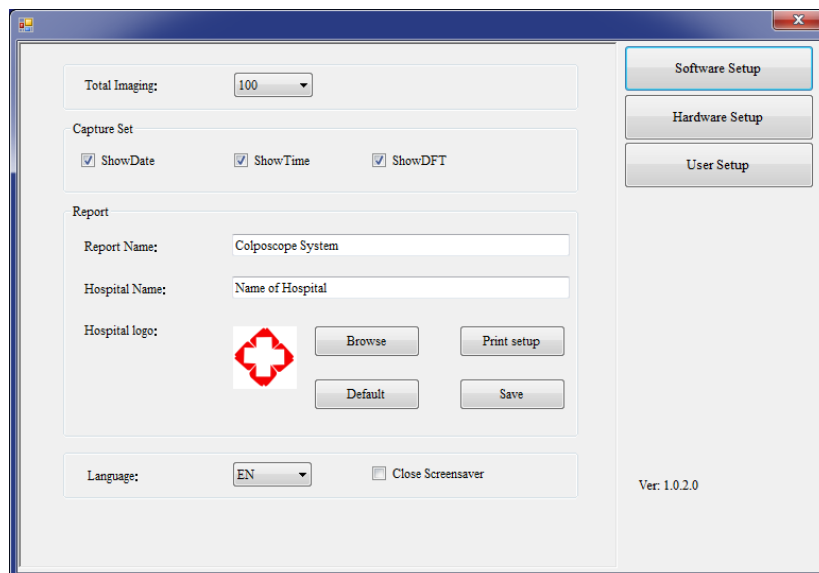 Total Imaging:
100
Capture Set
ShowDate
ShowTime
ShowDFT
Report
Report Name:
Colposcope System
Hospital Name:
Name of Hospital
Hospital logo:
Browse
Print setup
Default
Save
Language:
EN
Close Screensaver
Software Setup
Hardware Setup
User Setup
Ver: 1.0.2.0